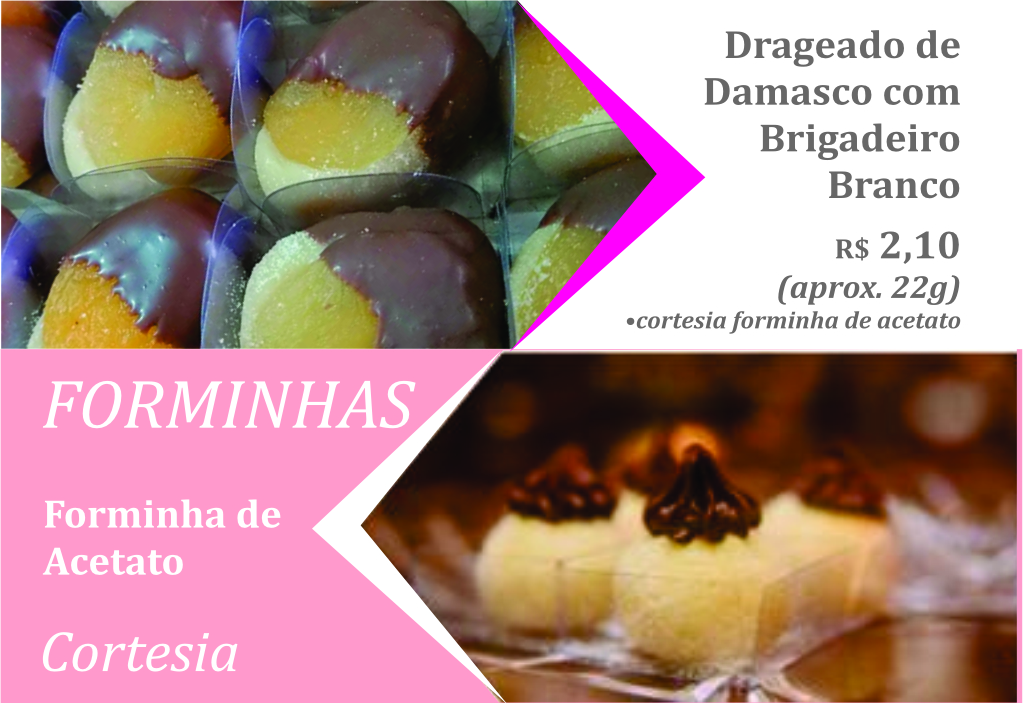 Drageado de
Damasco com
Brigadeiro
Branco
R$ 2,10
(aprox. 22g)
•cortesia forminha de acetato
FORMINHAS
Forminha de
Acetato
Cortesia